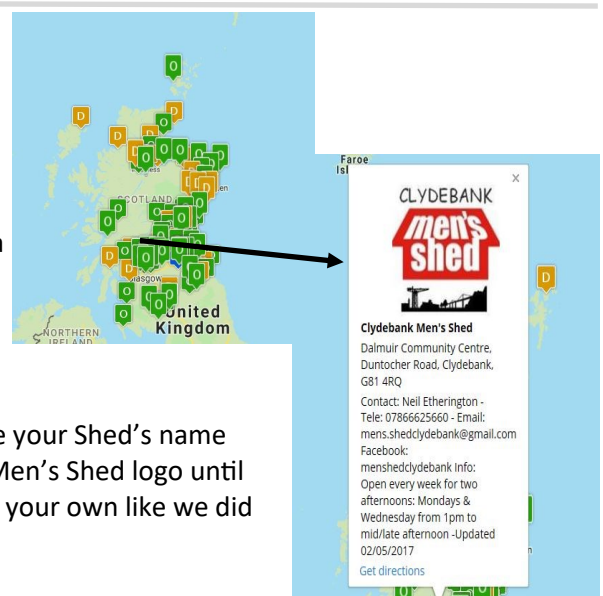 SCOTLAND
Glasgow
United
Kingdom
NORTHERN
IRELAND
e your Shed's name
Men's Shed logo until
your own like we did
Faroe
CLYDEBANK
men's
shed
Clydebank Men's Shed
Dalmuir Community Centre,
Duntocher Road, Clydebank,
G81 4RQ
Contact: Neil Etherington -
Tele: 07866625660 - Email:
mens.shedclydebank@gmail.com
Facebook:
menshedclydebank Info:
Open every week for two
afternoons: Mondays &
Wednesday from 1pm to
mid/late afternoon -Updated
02/05/2017
Get directions